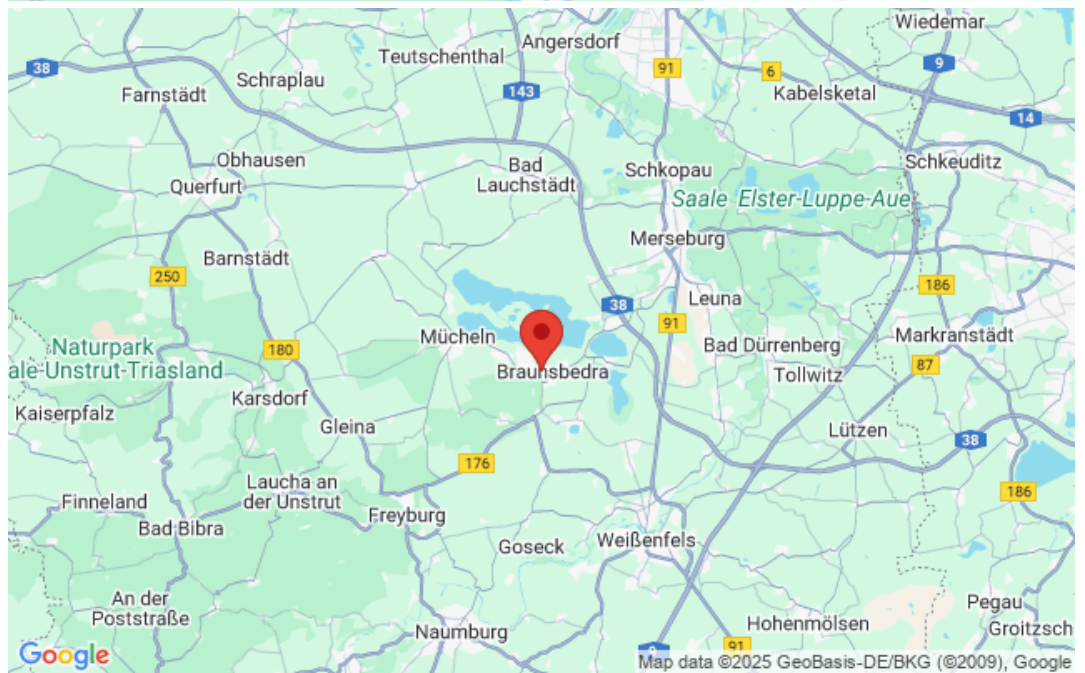 Wiedemar
Angersdorf
Teutschenthal
9
38
91
6
Schraplau
143
Kabelsketal
Farnstädt
14
Obhausen
Bad
Lauchstädt
Schkopau
Schkeuditz
Querfurt
Saale Elster-Luppe-Aue
Merseburg
Barnstädt
250
186
Leuna
38
91
Mücheln
Markranstädt
Naturpark
ale-Unstrut-Triasland
180
Bad Dürrenberg
87
Braunsbedra
Tollwitz
Karsdorf
Kaiserpfalz
Gleina
Lützen
38
176
Laucha an
der Unstrut
186
Finneland
Freyburg
Bad Bibra
Goseck
Weißenfels
An der
Poststraße
Pegau
Hohenmölsen
Groitzsch
Naumburg
91
9
Google
Map data ©2025 GeoBasis-DE/BKG (©2009), Google